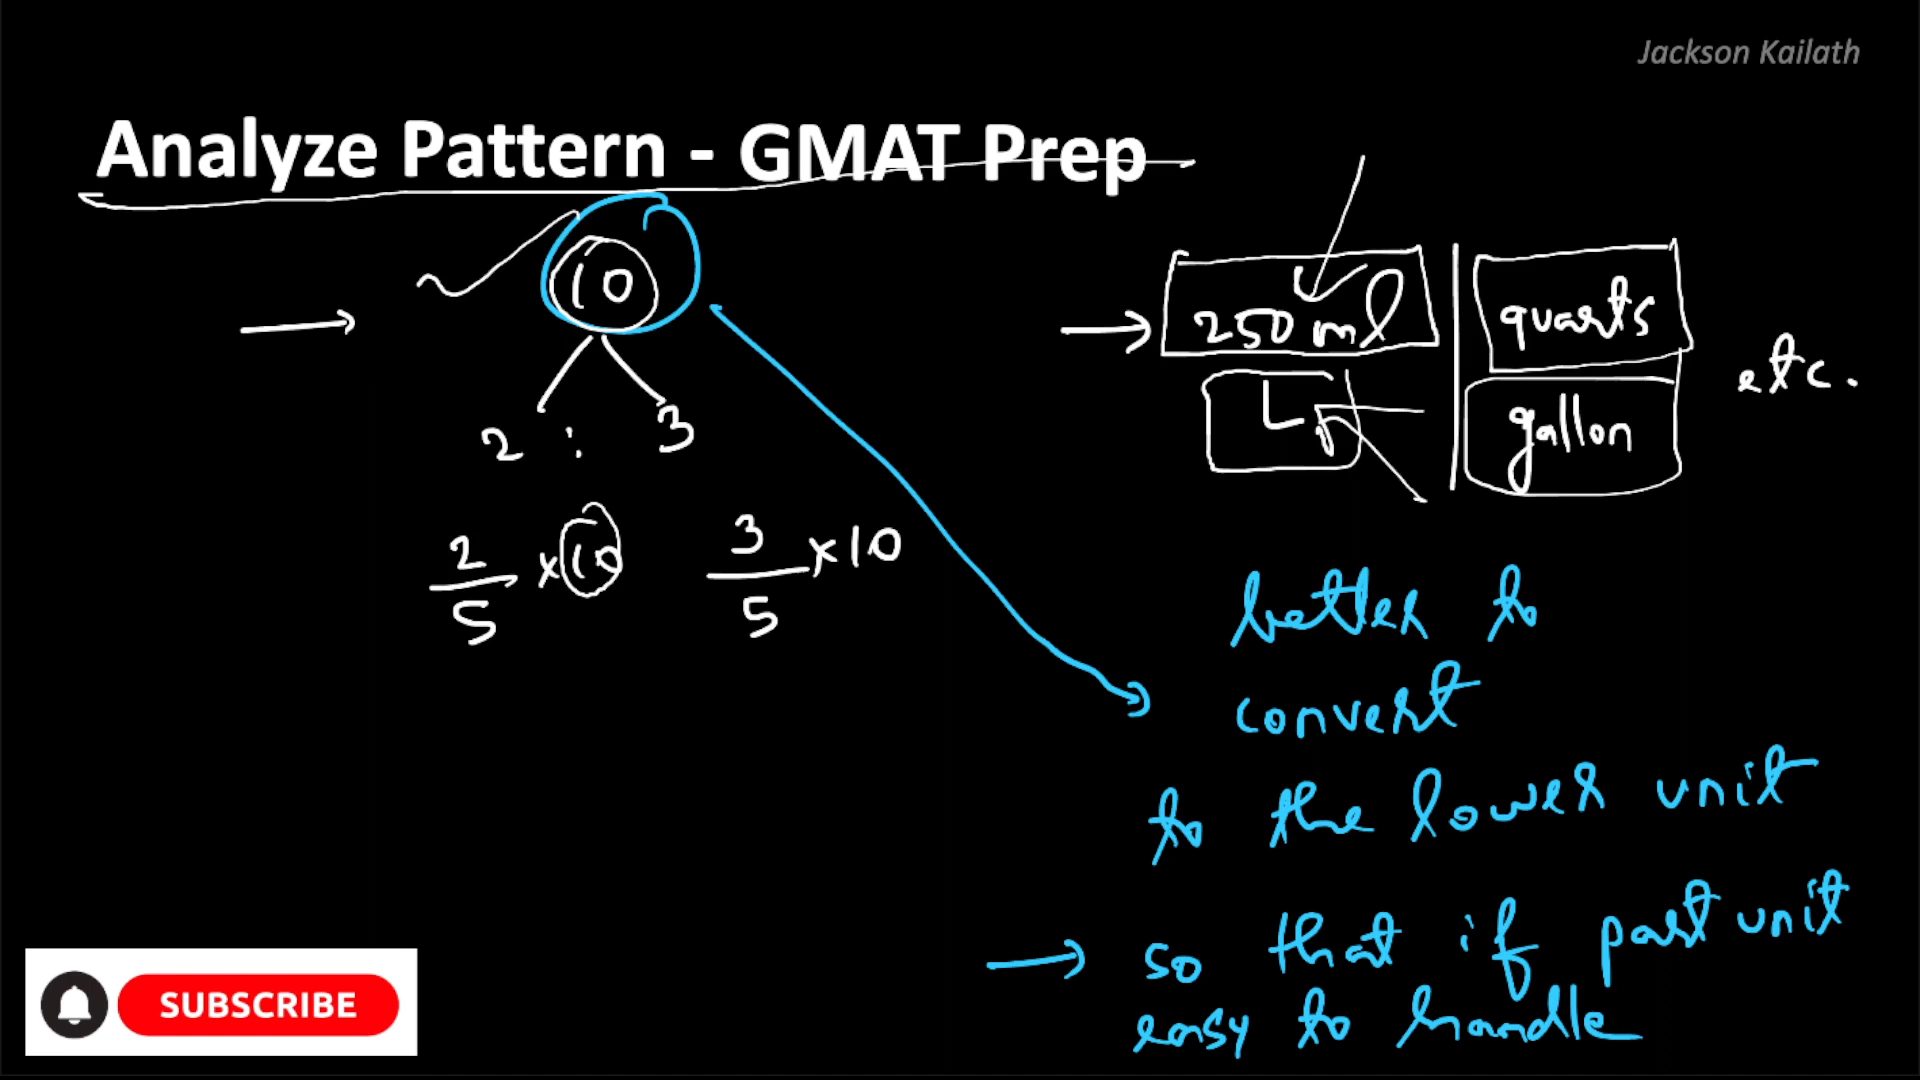 Jackson Kailath
Analyze Pattern - GMAT Prep
10
2 : 3
2/5 ×10 3/5 ×10
250 ml quarts
L gallon etc.
better to
convert
to the lower unit
so that if part unit
easy to handle
SUBSCRIBE